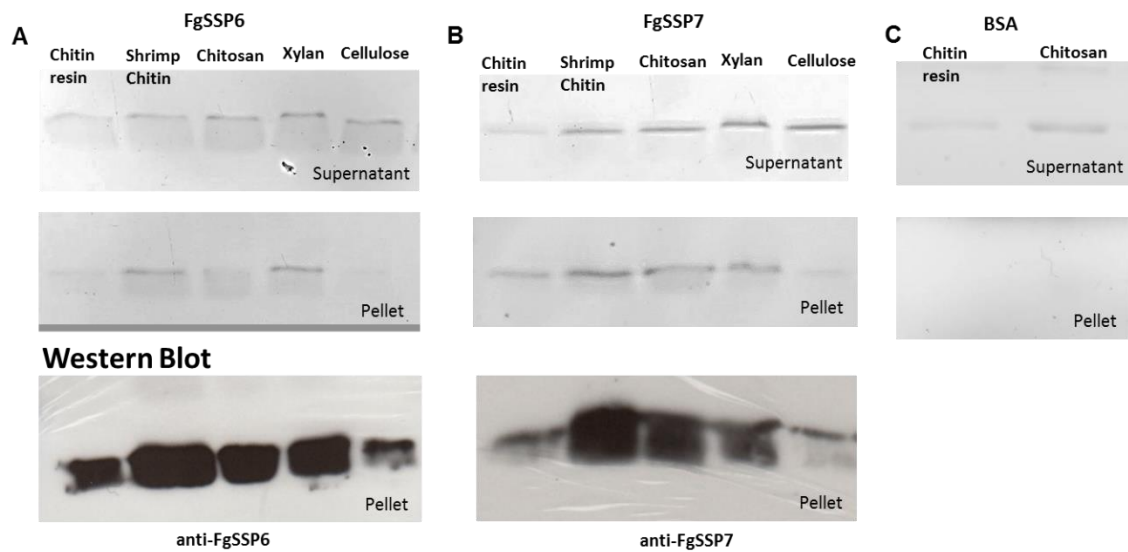 A
FgSSP6
Chitin resin
Shrimp Chitin
Chitosan
Xylan
Cellulose
Supernatant
Pellet
Western Blot
Pellet
anti-FgSSP6
B
FgSSP7
Chitin resin
Shrimp Chitin
Chitosan
Xylan
Cellulose
Supernatant
Pellet
Pellet
anti-FgSSP7
C
BSA
Chitin resin
Chitosan
Supernatant
Pellet